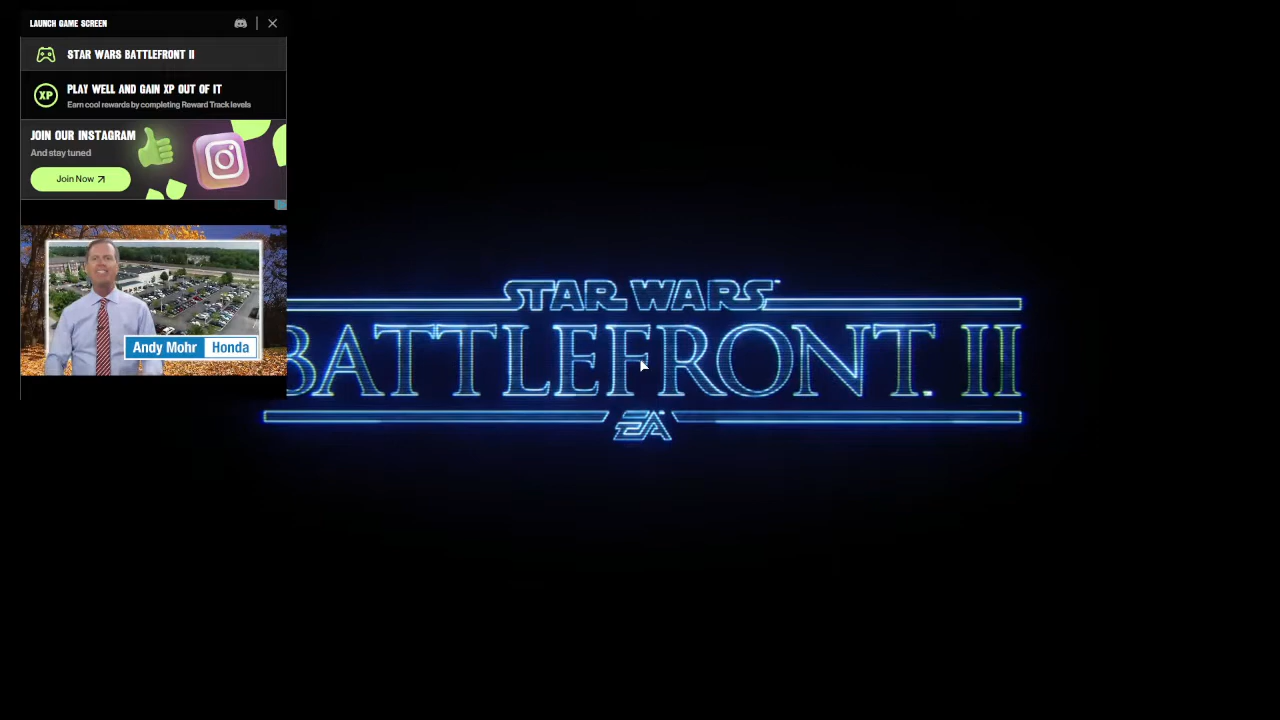 LAUNCH GAME SCREEN
STAR WARS BATTLEFRONT II
XP
PLAY WELL AND GAIN XP OUT OF IT
Earn cool rewards by completing Reward Track levels
JOIN OUR INSTAGRAM
And stay tuned
Join Now
Andy Mohr Honda
STAR WARS™
BATTLEFRONT II
EA